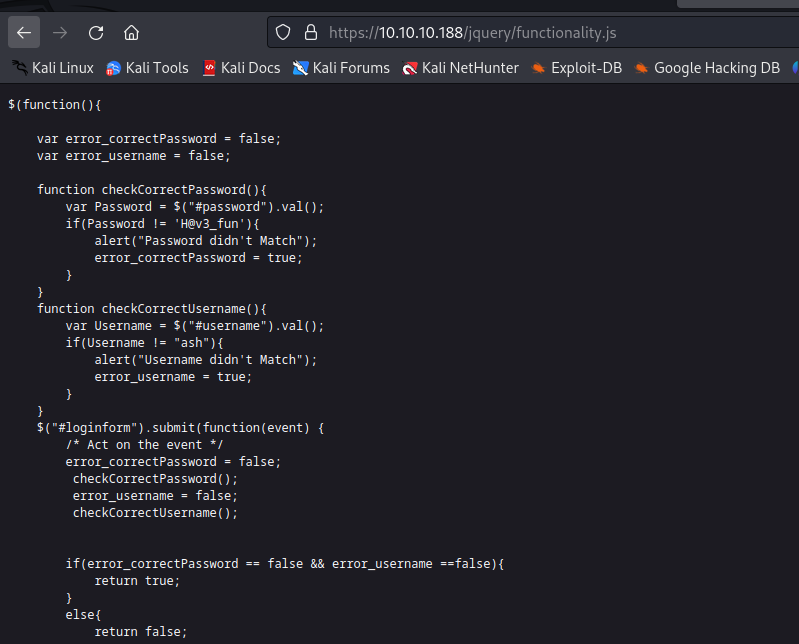 https://10.10.10.188/jquery/functionality.js
Kali Linux Kali Tools Kali Docs Kali Forums Kali NetHunter Exploit-DB Google Hacking DB
$(function(){
    var error_correctPassword = false;
    var error_username = false;
    function checkCorrectPassword(){
        var Password = $("#password").val();
        if(Password != 'H@v3_fun'){
            alert("Password didn't Match");
            error_correctPassword = true;
        }
    }
    function checkCorrectUsername(){
        var Username = $("#username").val();
        if(Username != "ash"){
            alert("Username didn't Match");
            error_username = true;
        }
    }
    $("#loginform").submit(function(event) {
        /* Act on the event */
        error_correctPassword = false;
         checkCorrectPassword();
         error_username = false;
         checkCorrectUsername();
        if(error_correctPassword == false && error_username ==false){
            return true;
        }
        else{
            return false;